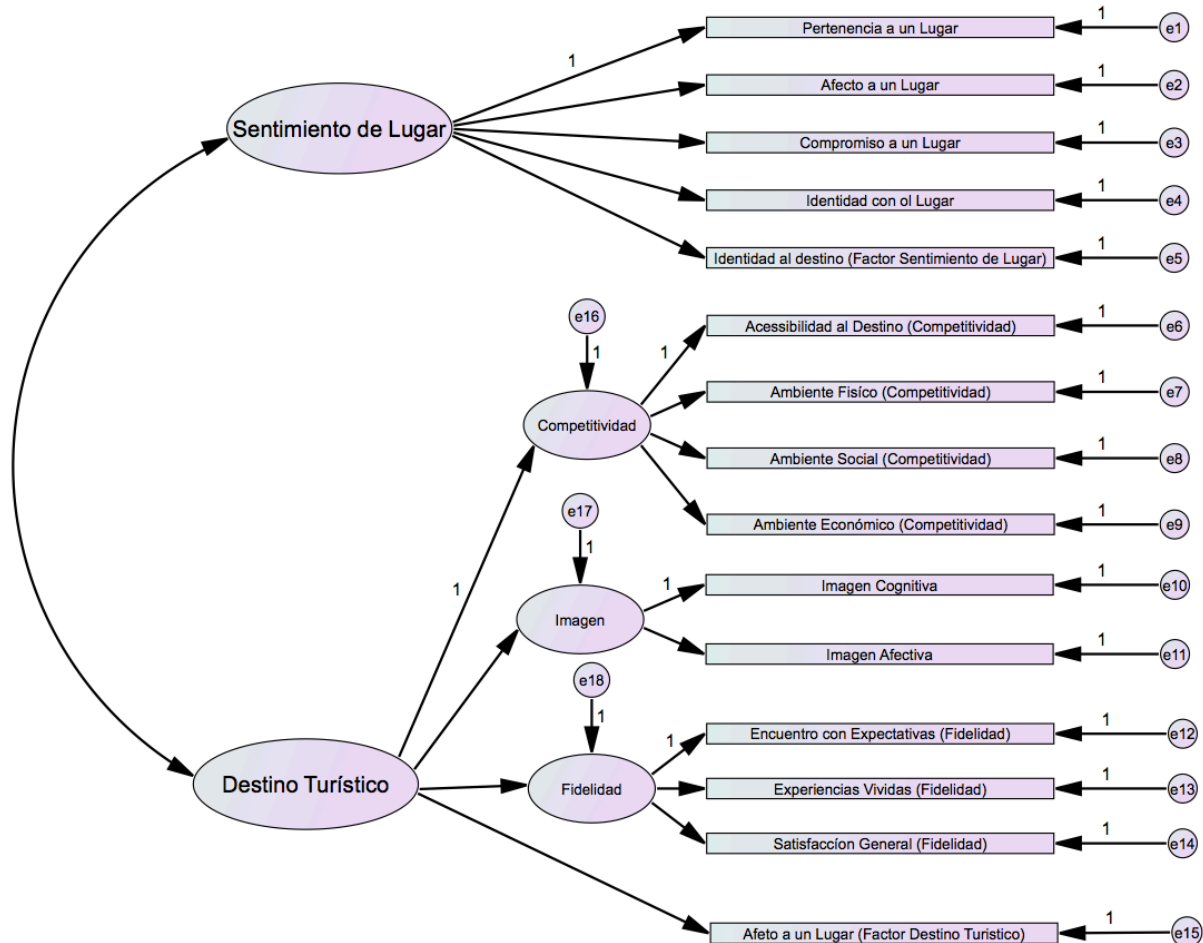 1
Pertenencia a un Lugar
1
e1
Afecto a un Lugar
1
e2
Sentimiento de Lugar
Compromiso a un Lugar
1
e3
Identidad con ol Lugar
1
e4
Identidad al destino (Factor Sentimiento de Lugar)
1
e5
e16
1
1
Acessibilidad al Destino (Competitividad)
1
e6
Competitividad
Ambiente Fisíco (Competitividad)
1
e7
Ambiente Social (Competitividad)
1
e8
Ambiente Económico (Competitividad)
1
e9
e17
1
1
1
Imagen
Imagen Cognitiva
1
e10
Imagen Afectiva
1
e11
e18
1
1
Destino Turístico
Fidelidad
Encuentro con Expectativas (Fidelidad)
1
e12
Experiencias Vividas (Fidelidad)
1
e13
Satisfaccíon General (Fidelidad)
1
e14
Afeto a un Lugar (Factor Destino Turistico)
1
e15